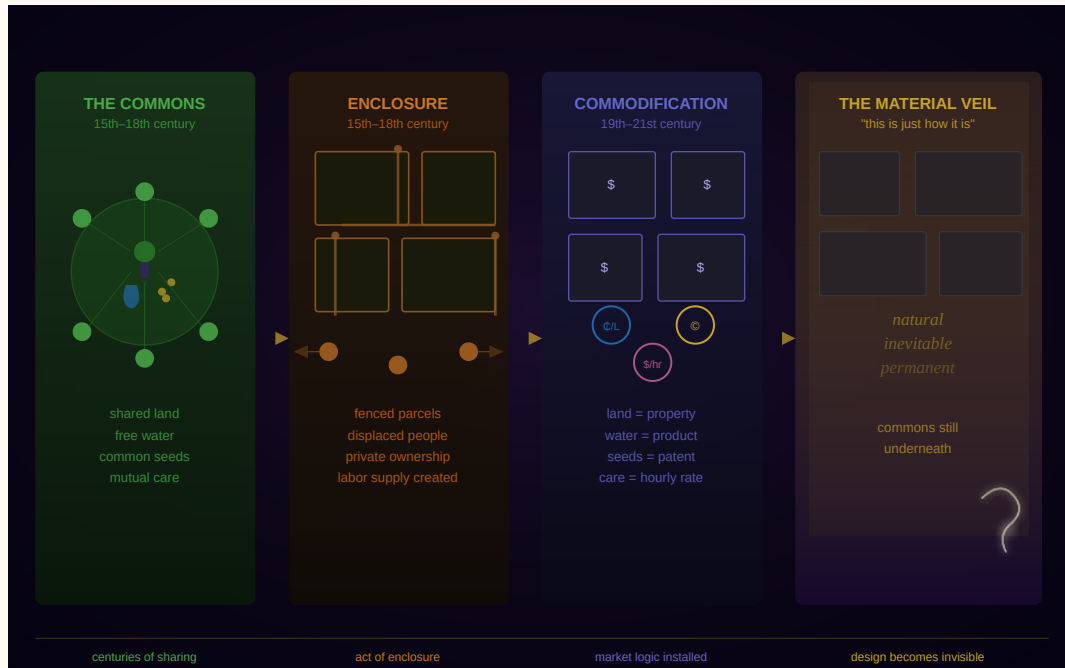 THE COMMONS
15th–18th century
shared land
free water
common seeds
mutual care
centuries of sharing
ENCLOSURE
15th–18th century
fenced parcels
displaced people
private ownership
labor supply created
act of enclosure
COMMODIFICATION
19th–21st century
$
$
$
$
₵/L
©
$/hr
land = property
water = product
seeds = patent
care = hourly rate
market logic installed
THE MATERIAL VEIL
"this is just how it is"
natural
inevitable
permanent
commons still
underneath
design becomes invisible